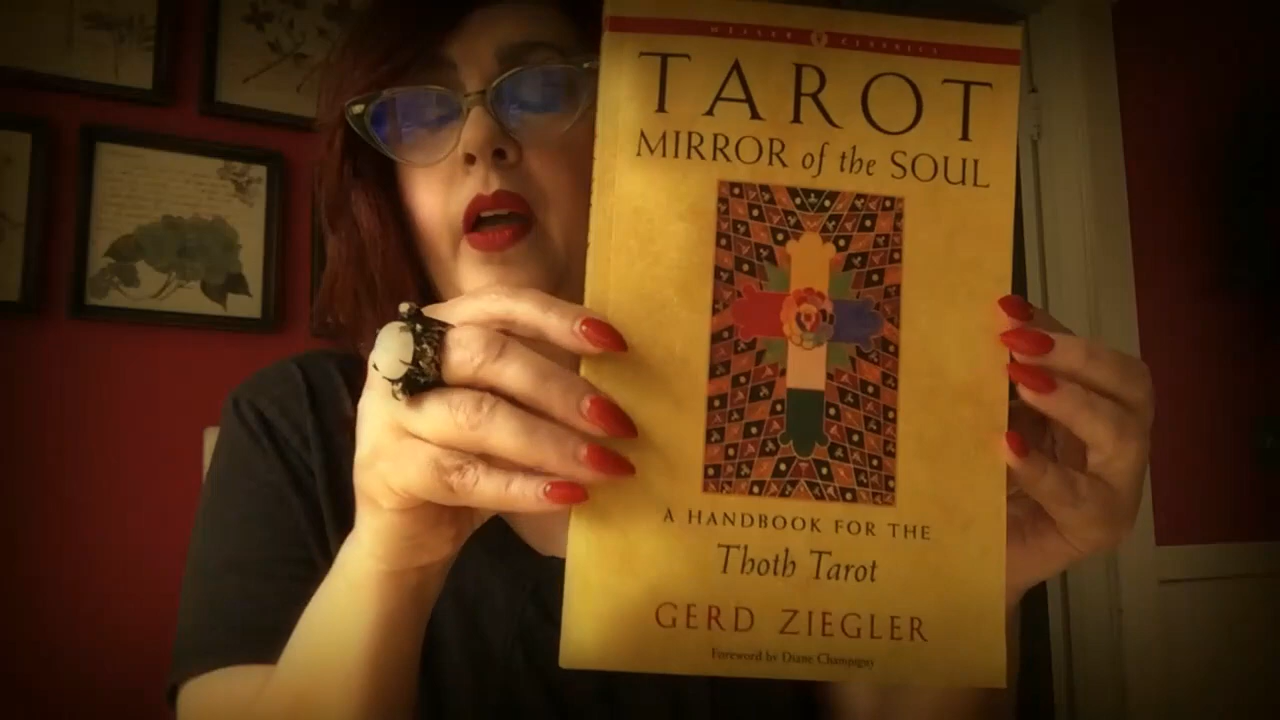 WEISER CLASSICS
TAROT
MIRROR of the SOUL
A HANDBOOK FOR THE
Thoth Tarot
GERD ZIEGLER
Foreword by Diane Champigny